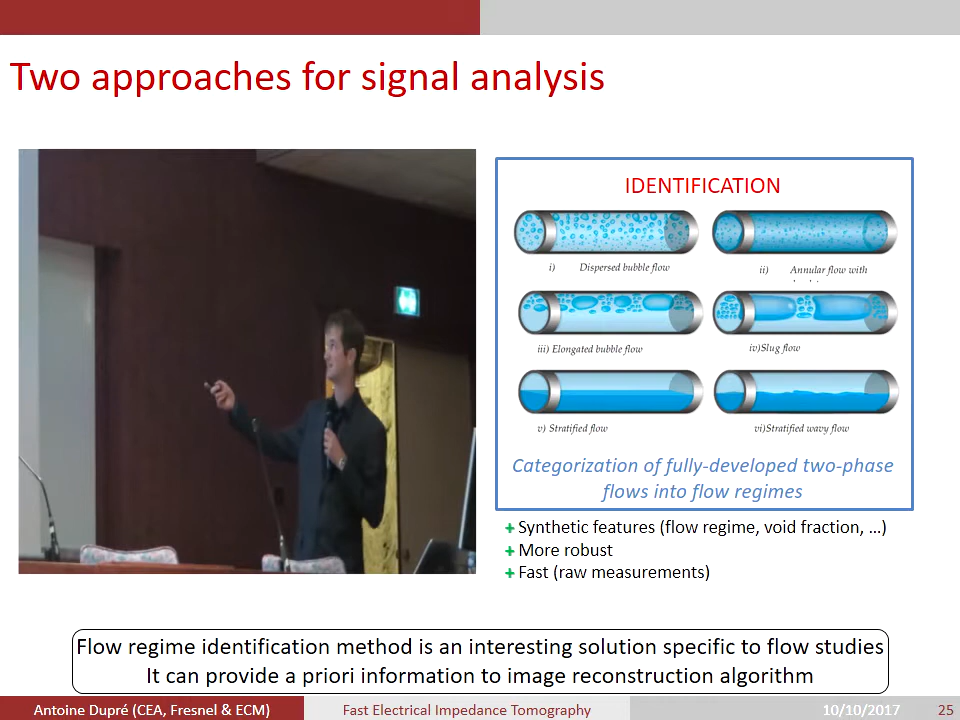 Two approaches for signal analysis
IDENTIFICATION
i) Dispersed bubble flow
ii) Annular flow with
iii) Elongated bubble flow
iv)Slug flow
v) Stratified flow
vi)Stratified wavy flow
Categorization of fully-developed two-phase
flows into flow regimes
+ Synthetic features (flow regime, void fraction, ...)
+ More robust
+ Fast (raw measurements)
Flow regime identification method is an interesting solution specific to flow studies
It can provide a priori information to image reconstruction algorithm
Antoine Dupré (CEA, Fresnel & ECM)
Fast Electrical Impedance Tomography
10/10/2017
25